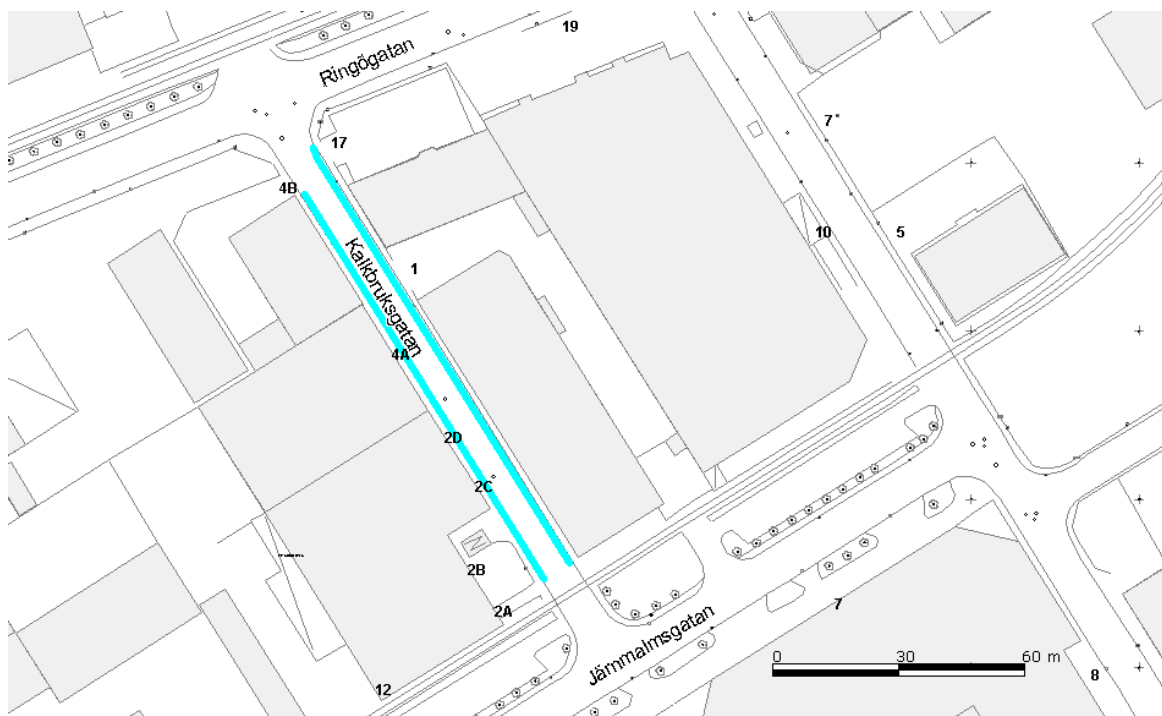 19
Ringögatan
7
17
4B
10
5
Kalkbruksgatan
1
4A
2D
2C
2B
2A
7
Järnmalmsgatan
0 30 60 m
12
8